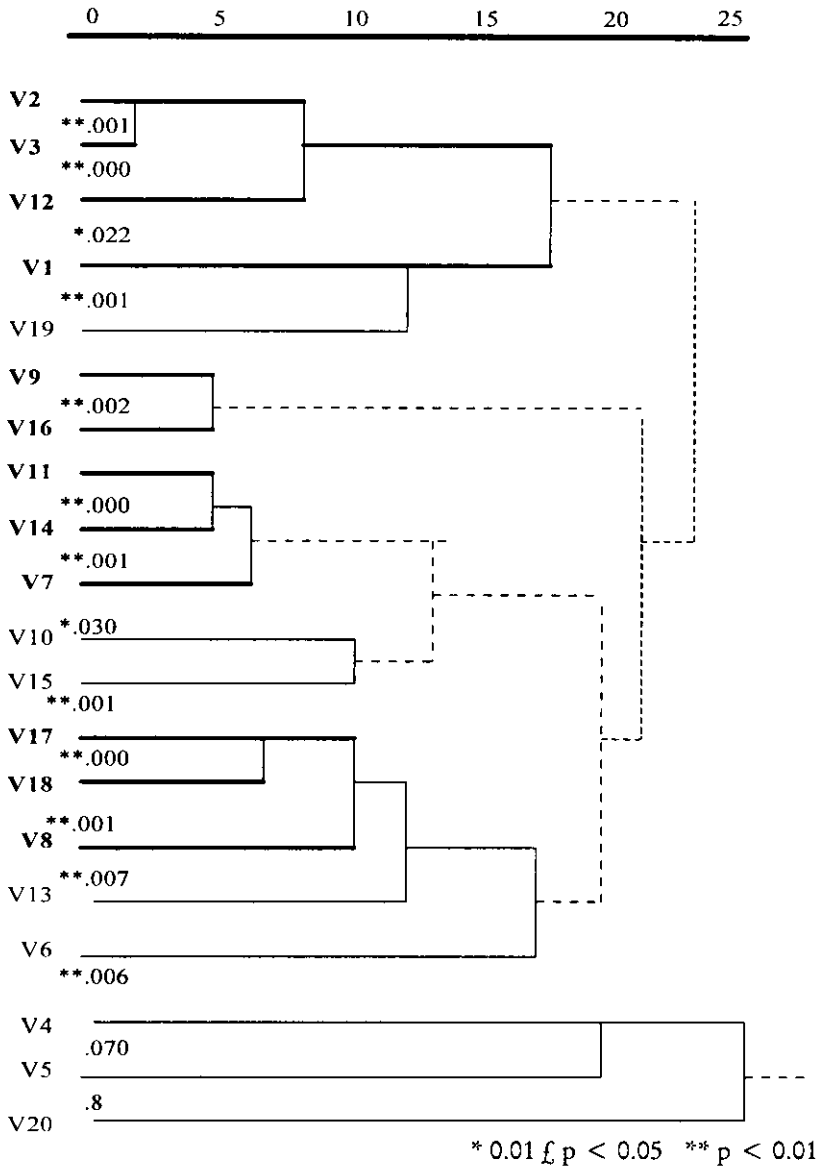 0 5 10 15 20 25
V2
**.001
V3
**.000
V12
*.022
V1
**.001
V19
V9
**.002
V16
V11
**.000
V14
**.001
V7
V10 *.030
V15
**.001
V17
**.000
V18
**.001
V8
**.007
V13
V6
**.006
V4
.070
V5
.8
V20
* 0.01 £ p < 0.05 ** p < 0.01